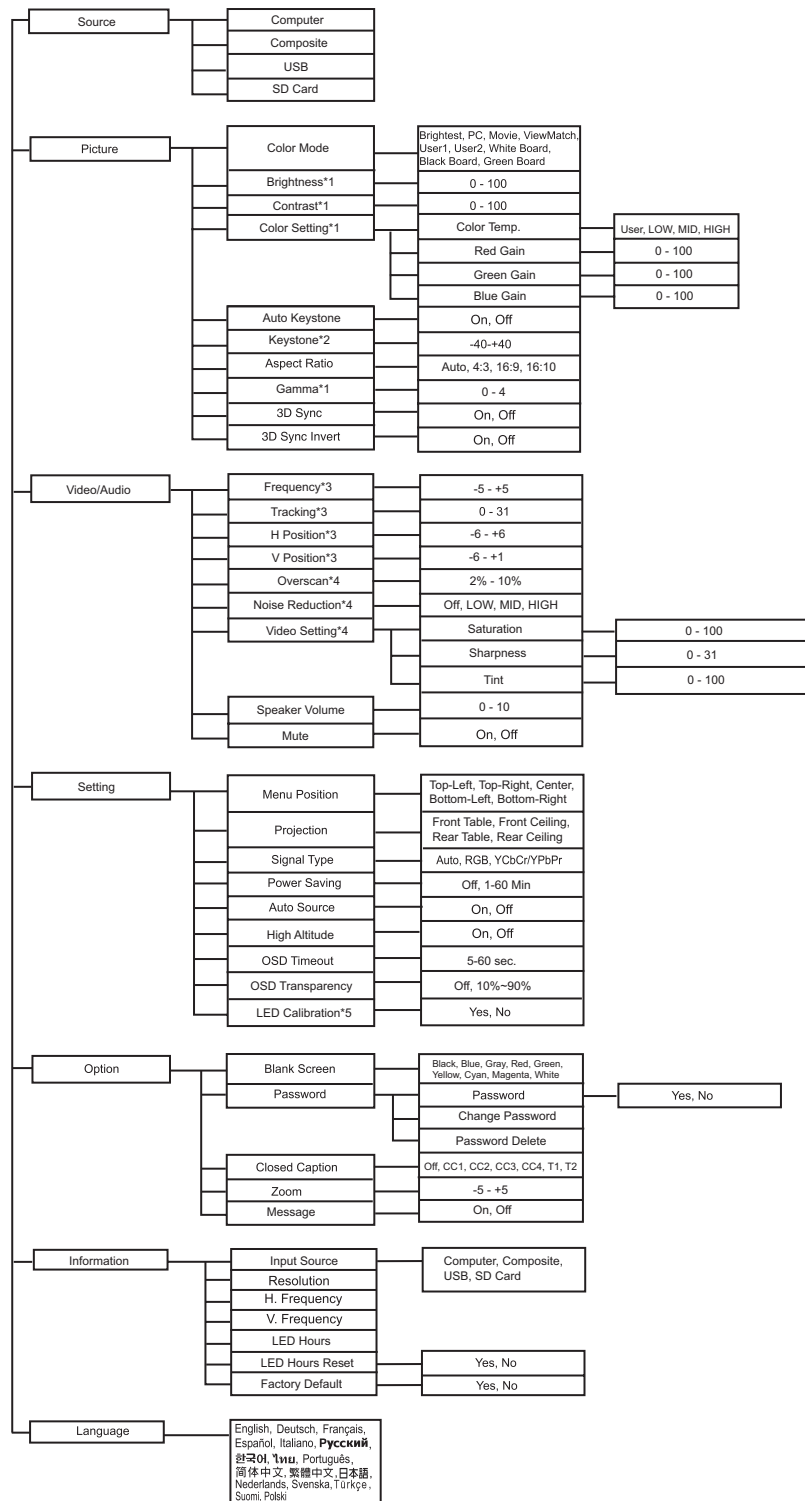 Source
Computer
Composite
USB
SD Card
Picture
Color Mode
Brightest, PC, Movie, ViewMatch,
User1, User2, White Board,
Black Board, Green Board
Brightness*1
0 - 100
Contrast*1
0 - 100
Color Setting*1
Color Temp.
User, LOW, MID, HIGH
Red Gain
0 - 100
Green Gain
0 - 100
Blue Gain
0 - 100
Auto Keystone
On, Off
Keystone*2
-40-+40
Aspect Ratio
Auto, 4:3, 16:9, 16:10
Gamma*1
0 - 4
3D Sync
On, Off
3D Sync Invert
On, Off
Video/Audio
Frequency*3
-5 - +5
Tracking*3
0 - 31
H Position*3
-6 - +6
V Position*3
-6 - +1
Overscan*4
2% - 10%
Noise Reduction*4
Off, LOW, MID, HIGH
Video Setting*4
Saturation
0 - 100
Sharpness
0 - 31
Tint
0 - 100
Speaker Volume
0 - 10
Mute
On, Off
Setting
Menu Position
Top-Left, Top-Right, Center,
Bottom-Left, Bottom-Right
Projection
Front Table, Front Ceiling,
Rear Table, Rear Ceiling
Signal Type
Auto, RGB, YCbCr/YPbPr
Power Saving
Off, 1-60 Min
Auto Source
On, Off
High Altitude
On, Off
OSD Timeout
5-60 sec.
OSD Transparency
Off, 10%~90%
LED Calibration*5
Yes, No
Option
Blank Screen
Black, Blue, Gray, Red, Green,
Yellow, Cyan, Magenta, White
Password
Password
Yes, No
Change Password
Password Delete
Closed Caption
Off, CC1, CC2, CC3, CC4, T1, T2
Zoom
-5 - +5
Message
On, Off
Information
Input Source
Computer, Composite,
USB, SD Card
Resolution
H. Frequency
V. Frequency
LED Hours
LED Hours Reset
Yes, No
Factory Default
Yes, No
Language
English, Deutsch, Français,
Español, Italiano, Русский,
한국어, ไทย, Português,
简体中文, 繁體中文, 日本語,
Nederlands, Svenska, Türkçe,
Suomi, Polski